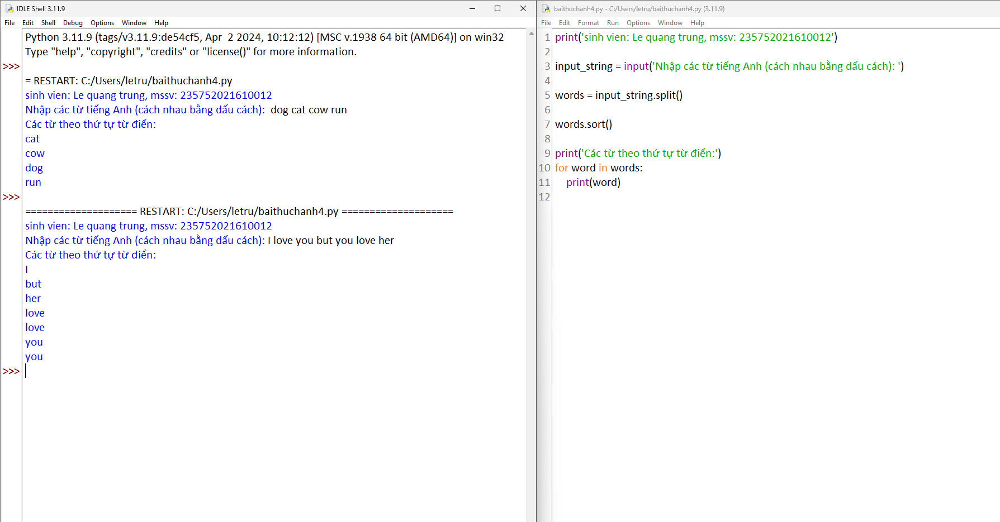 IDLE Shell 3.11.9
File Edit Shell Debug Options Window Help
Python 3.11.9 (tags/v3.11.9:de54cf5, Apr  2 2024, 10:12:12) [MSC v.1938 64 bit (AMD64)] on win32
Type "help", "copyright", "credits" or "license()" for more information.
>>>
= RESTART: C:/Users/letru/baithuchanh4.py
sinh vien: Le quang trung, mssv: 235752021610012
Nhập các từ tiếng Anh (cách nhau bằng dấu cách):  dog cat cow run
Các từ theo thứ tự từ điển:
cat
cow
dog
run
>>>
==================== RESTART: C:/Users/letru/baithuchanh4.py ====================
sinh vien: Le quang trung, mssv: 235752021610012
Nhập các từ tiếng Anh (cách nhau bằng dấu cách): I love you but you love her
Các từ theo thứ tự từ điển:
I
but
her
love
love
you
you
>>>
baithuchanh4.py - C:/Users/letru/baithuchanh4.py (3.11.9)
File Edit Format Run Options Window Help
1 print('sinh vien: Le quang trung, mssv: 235752021610012')
2
3 input_string = input('Nhập các từ tiếng Anh (cách nhau bằng dấu cách): ')
4
5 words = input_string.split()
6
7 words.sort()
8
9 print('Các từ theo thứ tự từ điển:')
10 for word in words:
11     print(word)
12